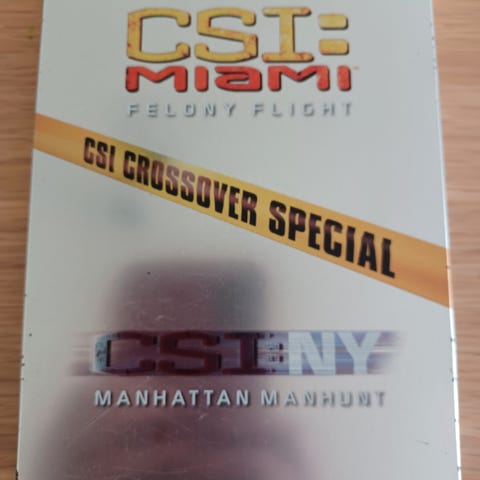 CSI:
MIAMI
FELONY FLIGHT
CSI CROSSOVER SPECIAL
CSI:NY
MANHATTAN MANHUNT